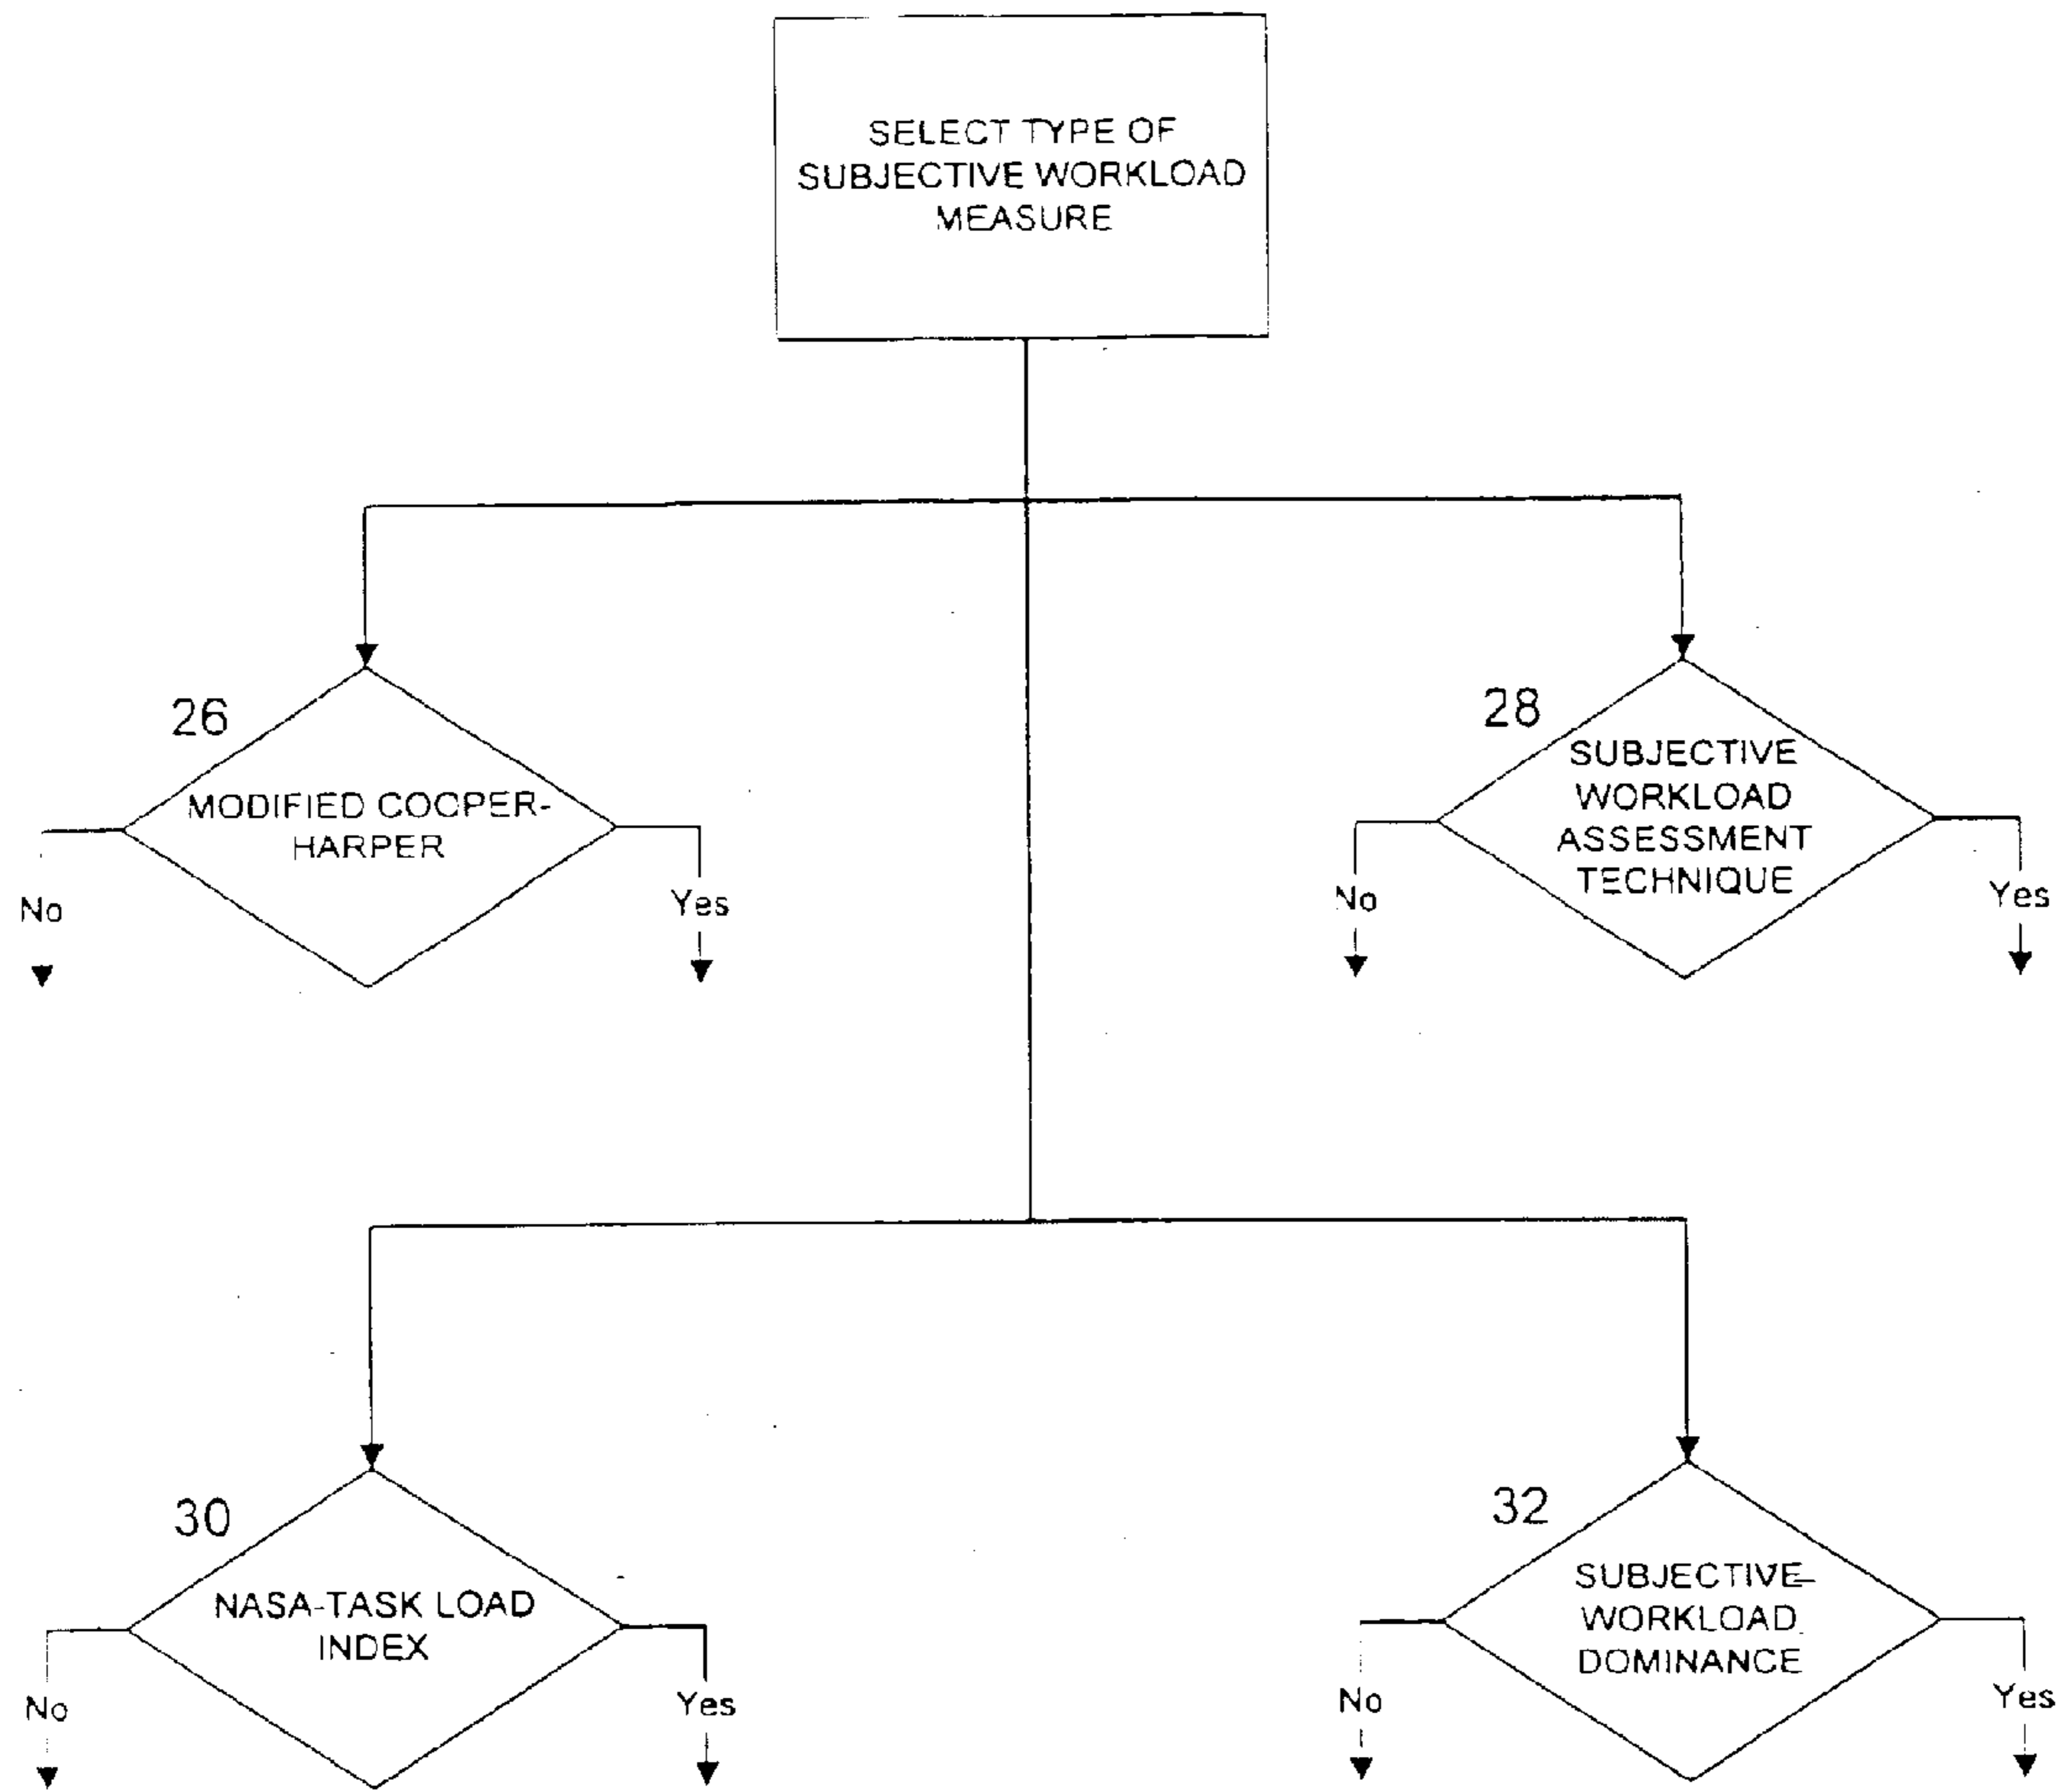 SELECT TYPE OF
SUBJECTIVE WORKLOAD
MEASURE
26
MODIFIED COOPER-
HARPER
No
Yes
28
SUBJECTIVE
WORKLOAD
ASSESSMENT
TECHNIQUE
No
Yes
30
NASA-TASK LOAD
INDEX
No
Yes
32
SUBJECTIVE
WORKLOAD
DOMINANCE
No
Yes